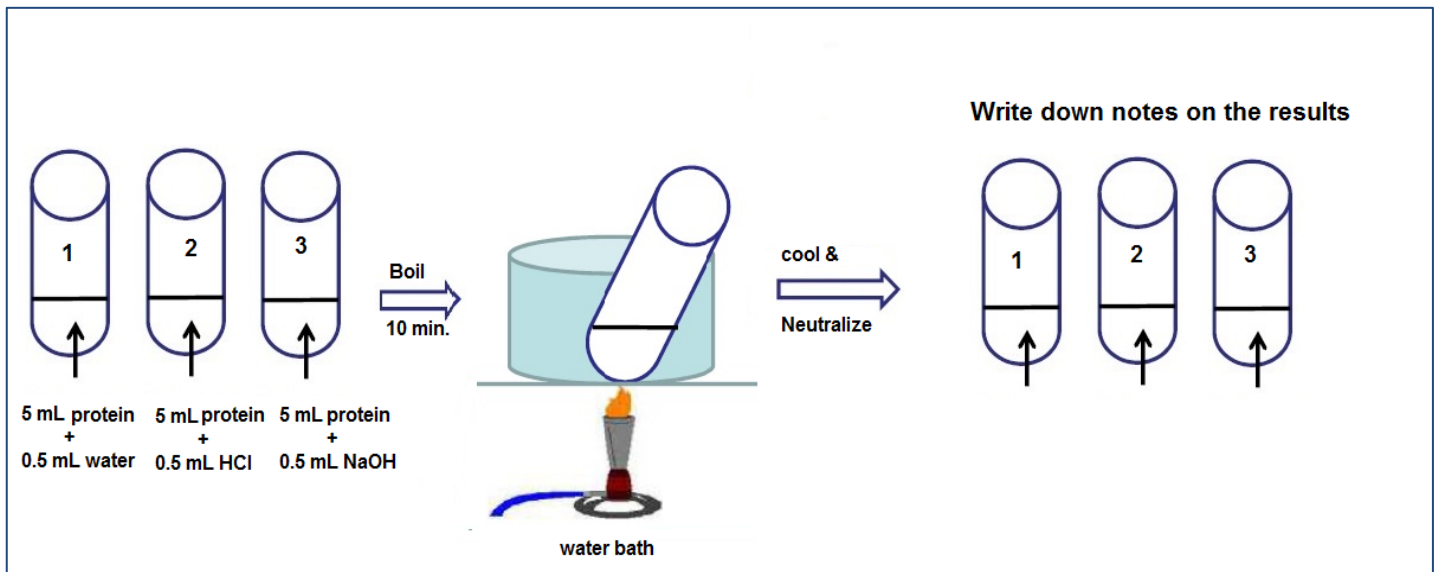 Write down notes on the results
1
2
3
Boil
10 min.
cool &
Neutralize
1
2
3
5 mL protein
+
0.5 mL water
5 mL protein
+
0.5 mL HCl
5 mL protein
+
0.5 mL NaOH
water bath